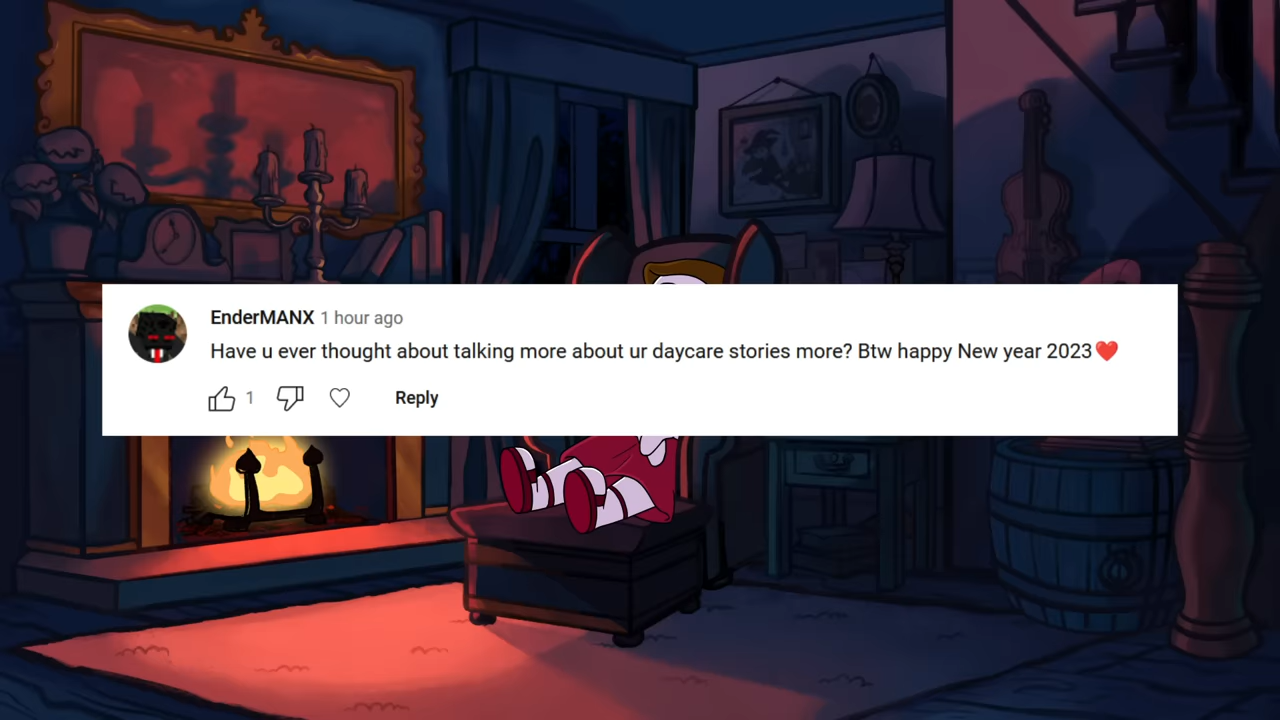 EnderMANX 1 hour ago
Have u ever thought about talking more about ur daycare stories more? Btw happy New year 2023❤️
1 Reply